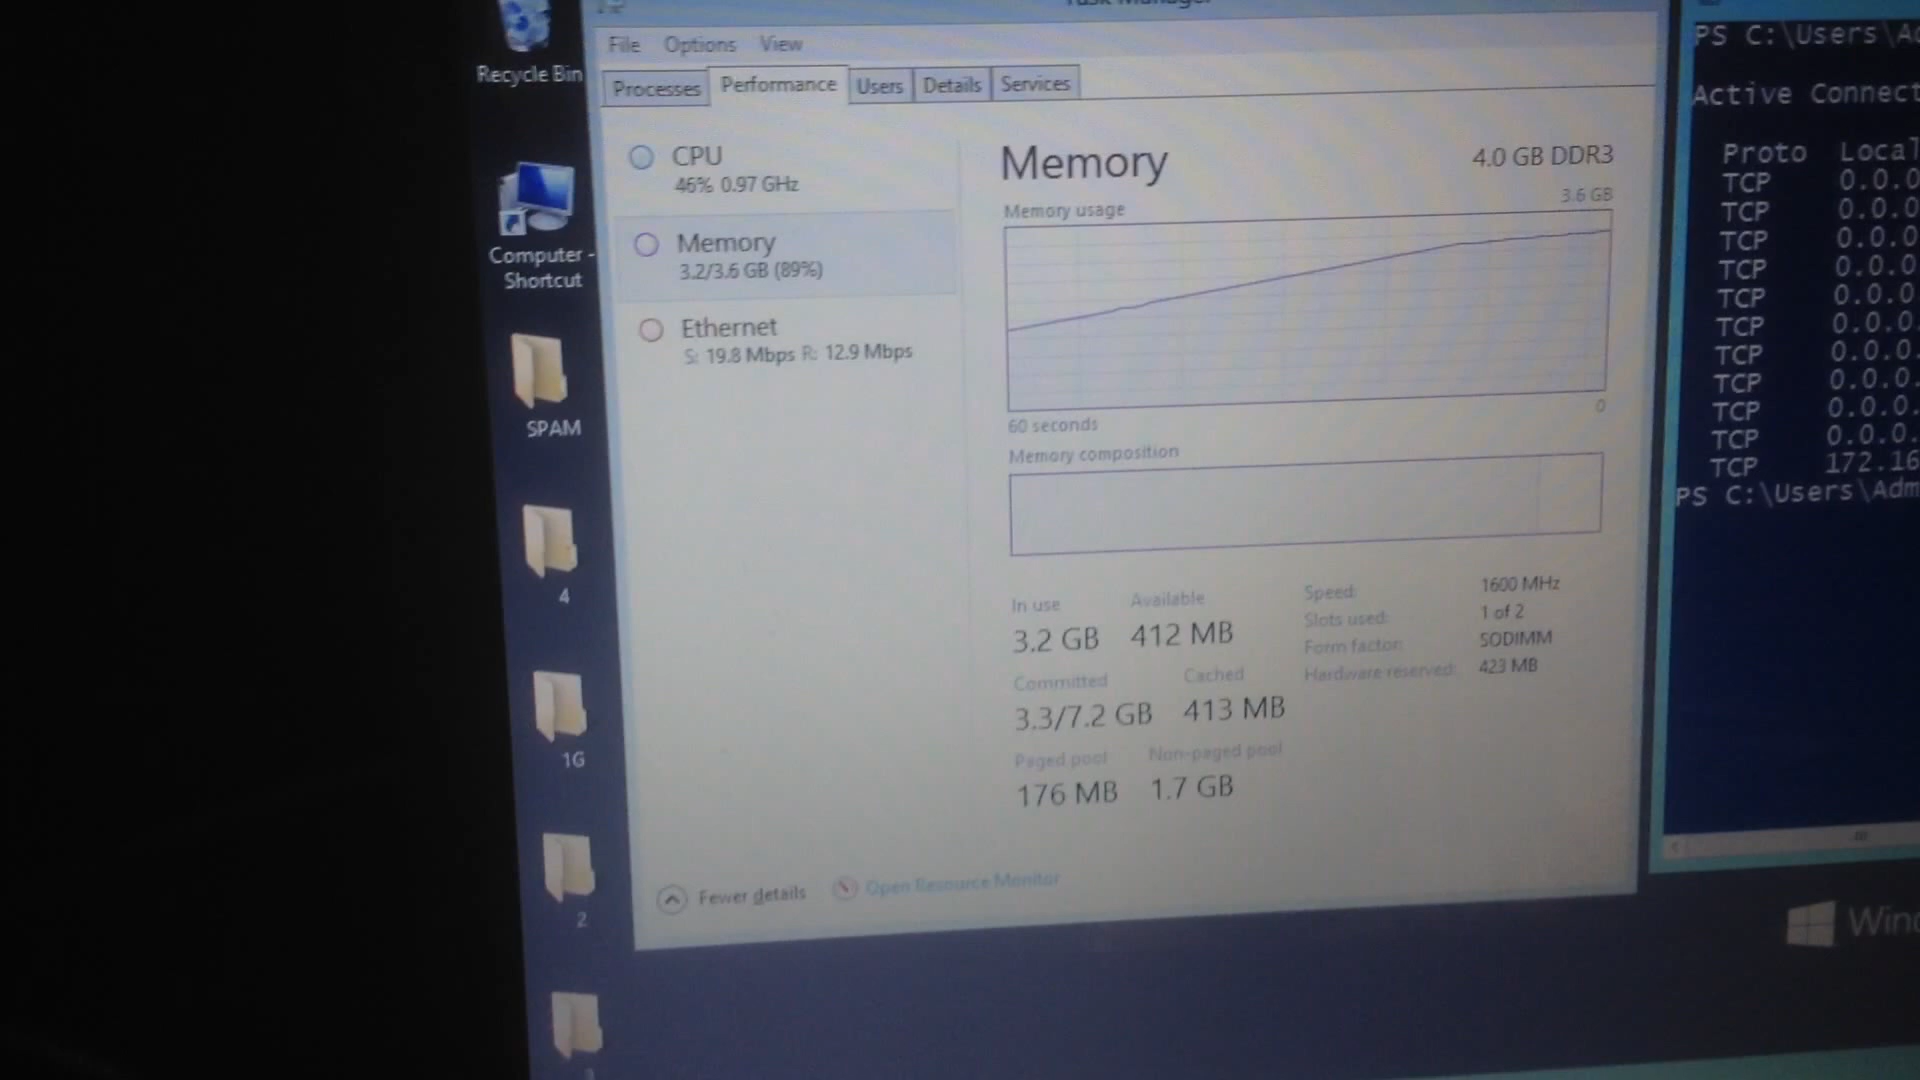 Task Manager
File Options View
Processes Performance Users Details Services
CPU
46% 0.97 GHz
Memory
3.2/3.6 GB (89%)
Ethernet
S: 19.8 Mbps R: 12.9 Mbps
Memory
4.0 GB DDR3
Memory usage
3.6 GB
60 seconds
0
Memory composition
In use
3.2 GB
Available
412 MB
Committed
3.3/7.2 GB
Cached
413 MB
Paged pool
176 MB
Non-paged pool
1.7 GB
Speed: 1600 MHz
Slots used: 1 of 2
Form factor: SODIMM
Hardware reserved: 423 MB
Fewer details
Open Resource Monitor
Recycle Bin
Computer -
Shortcut
SPAM
4
1G
2
PS C:\Users\Ad
Active Connect
Proto Local
TCP 0.0.0
TCP 0.0.0
TCP 0.0.0
TCP 0.0.0
TCP 0.0.0
TCP 0.0.0.
TCP 0.0.0.
TCP 0.0.0.
TCP 0.0.0.
TCP 0.0.0.
TCP 172.16
PS C:\Users\Adm
Wind